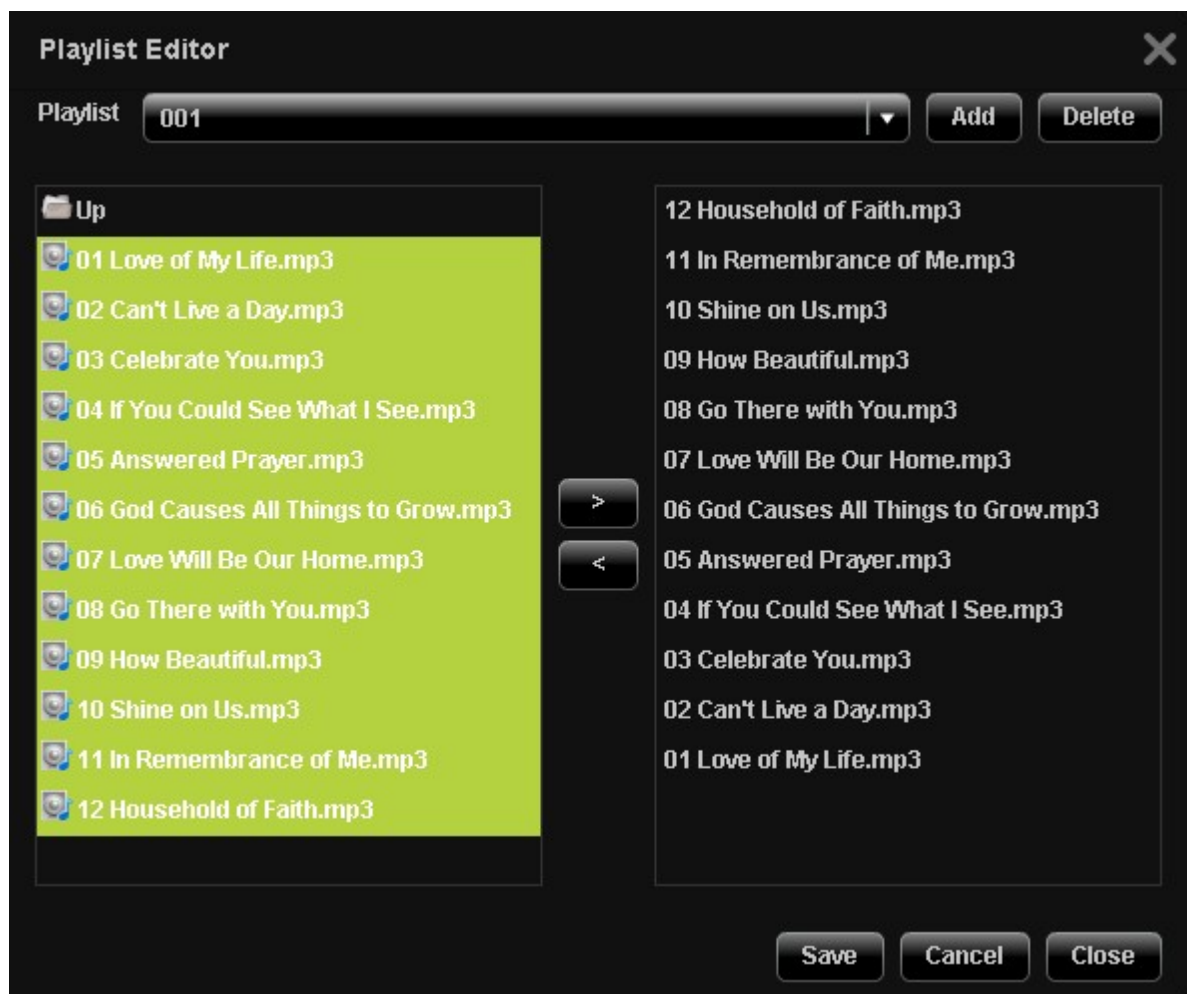 Playlist Editor
Playlist 001 Add Delete
Up
01 Love of My Life.mp3
02 Can't Live a Day.mp3
03 Celebrate You.mp3
04 If You Could See What I See.mp3
05 Answered Prayer.mp3
06 God Causes All Things to Grow.mp3
07 Love Will Be Our Home.mp3
08 Go There with You.mp3
09 How Beautiful.mp3
10 Shine on Us.mp3
11 In Remembrance of Me.mp3
12 Household of Faith.mp3
>
<
12 Household of Faith.mp3
11 In Remembrance of Me.mp3
10 Shine on Us.mp3
09 How Beautiful.mp3
08 Go There with You.mp3
07 Love Will Be Our Home.mp3
06 God Causes All Things to Grow.mp3
05 Answered Prayer.mp3
04 If You Could See What I See.mp3
03 Celebrate You.mp3
02 Can't Live a Day.mp3
01 Love of My Life.mp3
Save Cancel Close